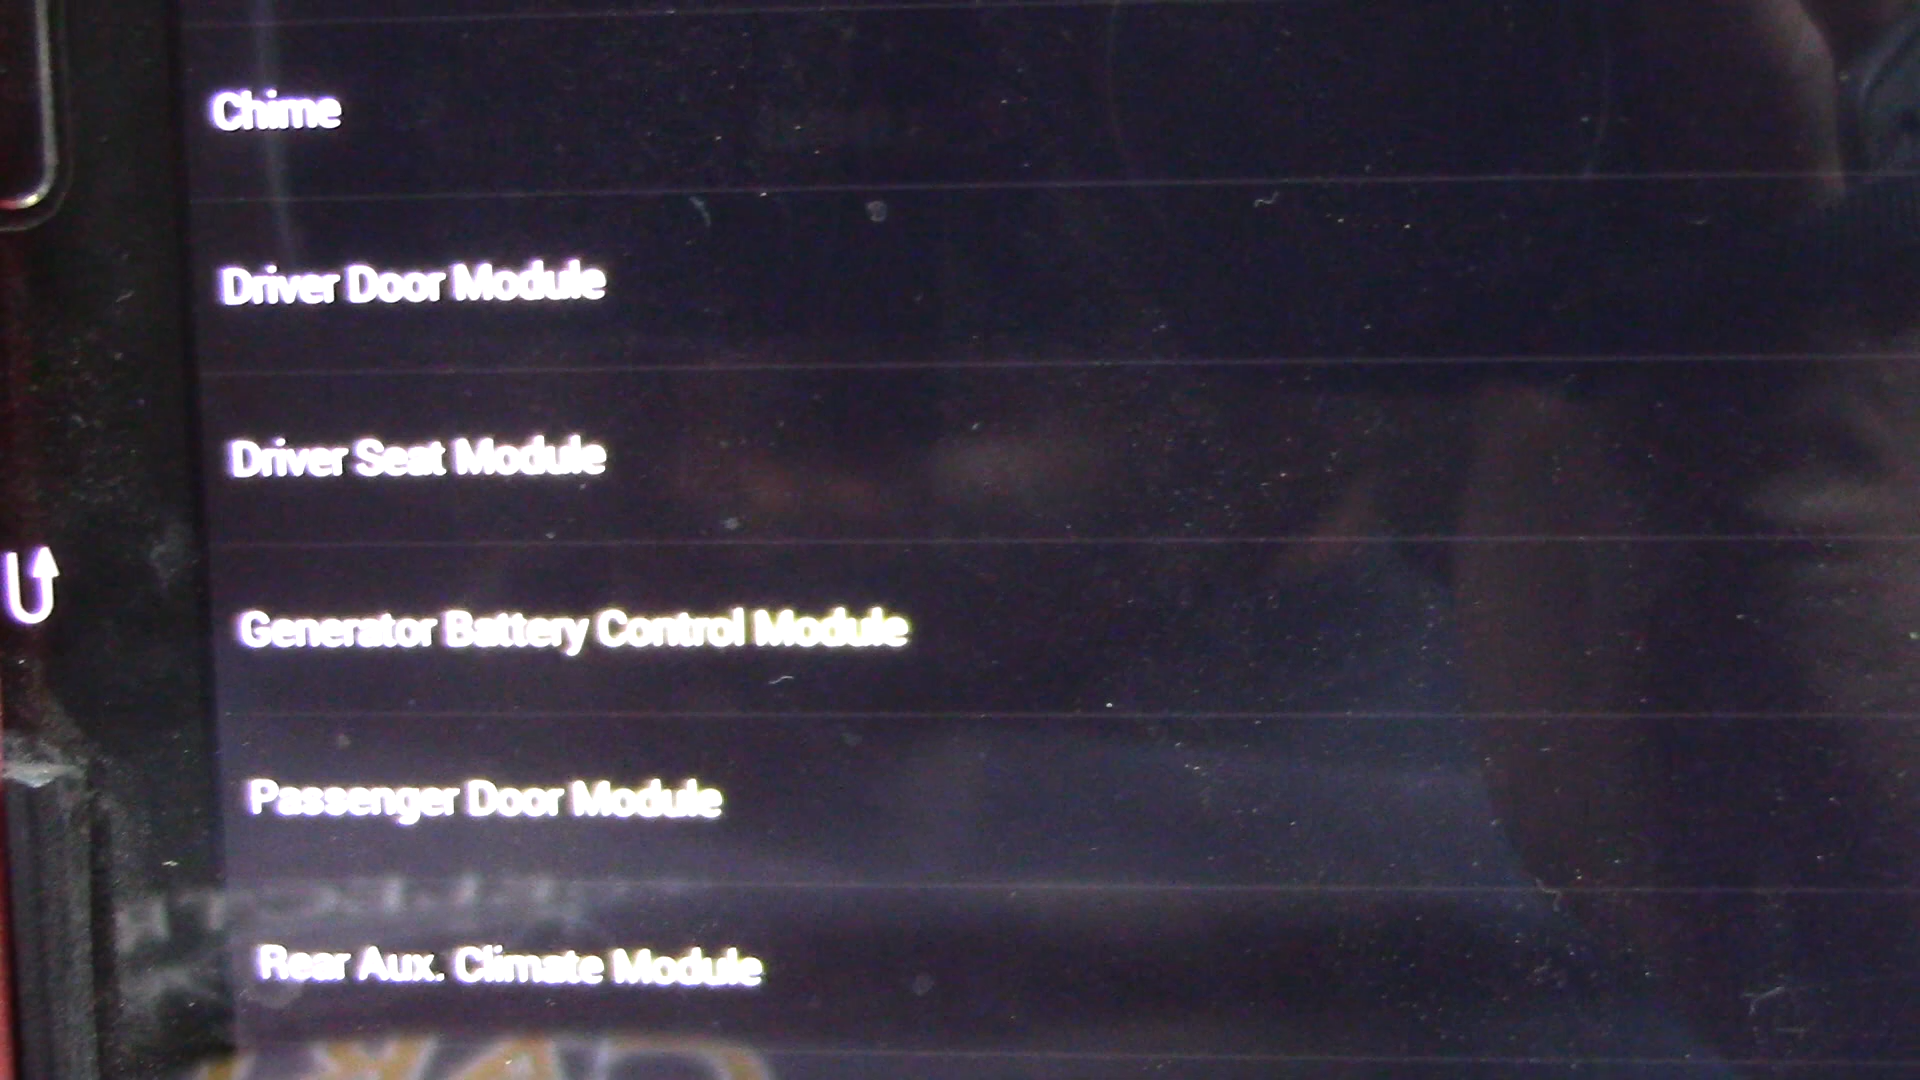 Chime
Driver Door Module
Driver Seat Module
Generator Battery Control Module
Passenger Door Module
Rear Aux. Climate Module